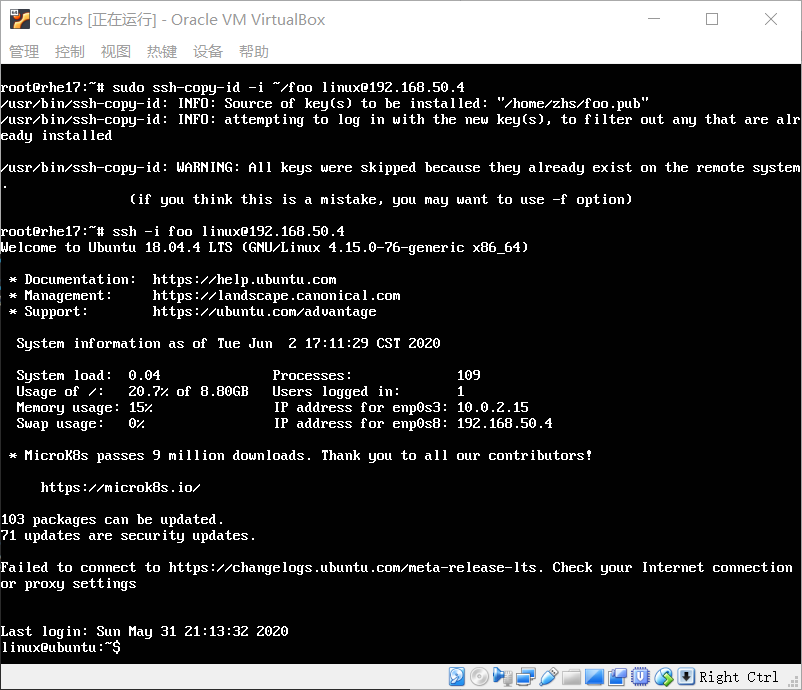 cuczhs [正在运行] - Oracle VM VirtualBox
管理 控制 视图 热键 设备 帮助
root@rhe17:~# sudo ssh-copy-id -i ~/foo linux@192.168.50.4
/usr/bin/ssh-copy-id: INFO: Source of key(s) to be installed: "/home/zhs/foo.pub"
/usr/bin/ssh-copy-id: INFO: attempting to log in with the new key(s), to filter out any that are alr
eady installed
/usr/bin/ssh-copy-id: WARNING: All keys were skipped because they already exist on the remote system
.
(if you think this is a mistake, you may want to use -f option)
root@rhe17:~# ssh -i foo linux@192.168.50.4
Welcome to Ubuntu 18.04.4 LTS (GNU/Linux 4.15.0-76-generic x86_64)
* Documentation: https://help.ubuntu.com
* Management: https://landscape.canonical.com
* Support: https://ubuntu.com/advantage
System information as of Tue Jun 2 17:11:29 CST 2020
System load: 0.04 Processes: 109
Usage of /: 20.7% of 8.80GB Users logged in: 1
Memory usage: 15% IP address for enp0s3: 10.0.2.15
Swap usage: 0% IP address for enp0s8: 192.168.50.4
* MicroK8s passes 9 million downloads. Thank you to all our contributors!
https://microk8s.io/
103 packages can be updated.
71 updates are security updates.
Failed to connect to https://changelogs.ubuntu.com/meta-release-lts. Check your Internet connection
or proxy settings
Last login: Sun May 31 21:13:32 2020
linux@ubuntu:~$
Right Ctrl